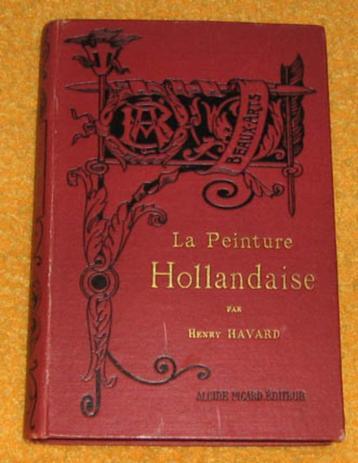 BEAUX-ARTS
La Peinture
Hollandaise
PAR
HENRY HAVARD
ALCIDE PICARD ÉDITEUR